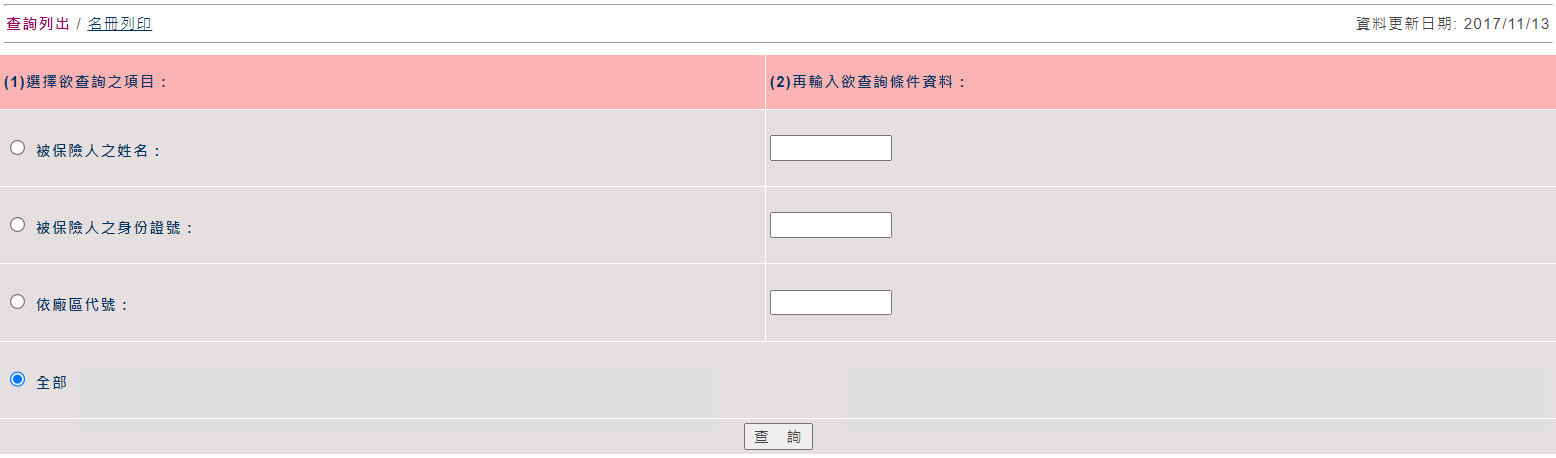 查詢列出 / 名冊列印 資料更新日期: 2017/11/13
(1)選擇欲查詢之項目： (2)再輸入欲查詢條件資料：
被保險人之姓名：
被保險人之身份證號：
依廠區代號：
全部
查 詢